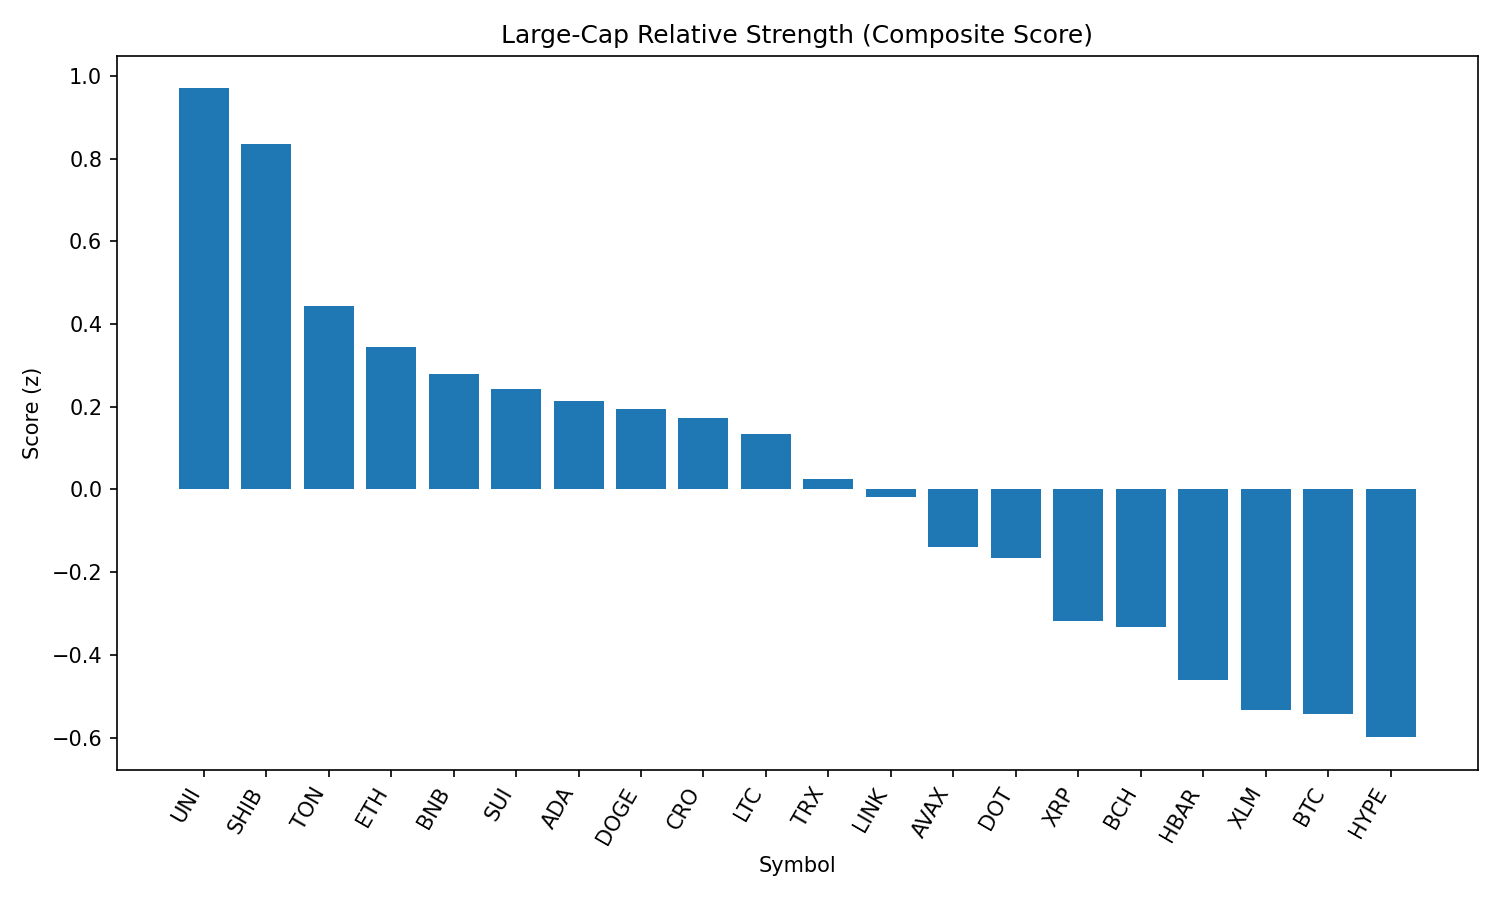 Large-Cap Relative Strength (Composite Score)
1.0
0.8
0.6
0.4
0.2
0.0
−0.2
−0.4
−0.6
Score (z)
UNI
SHIB
TON
ETH
BNB
SUI
ADA
DOGE
CRO
LTC
TRX
LINK
AVAX
DOT
XRP
BCH
HBAR
XLM
BTC
HYPE
Symbol